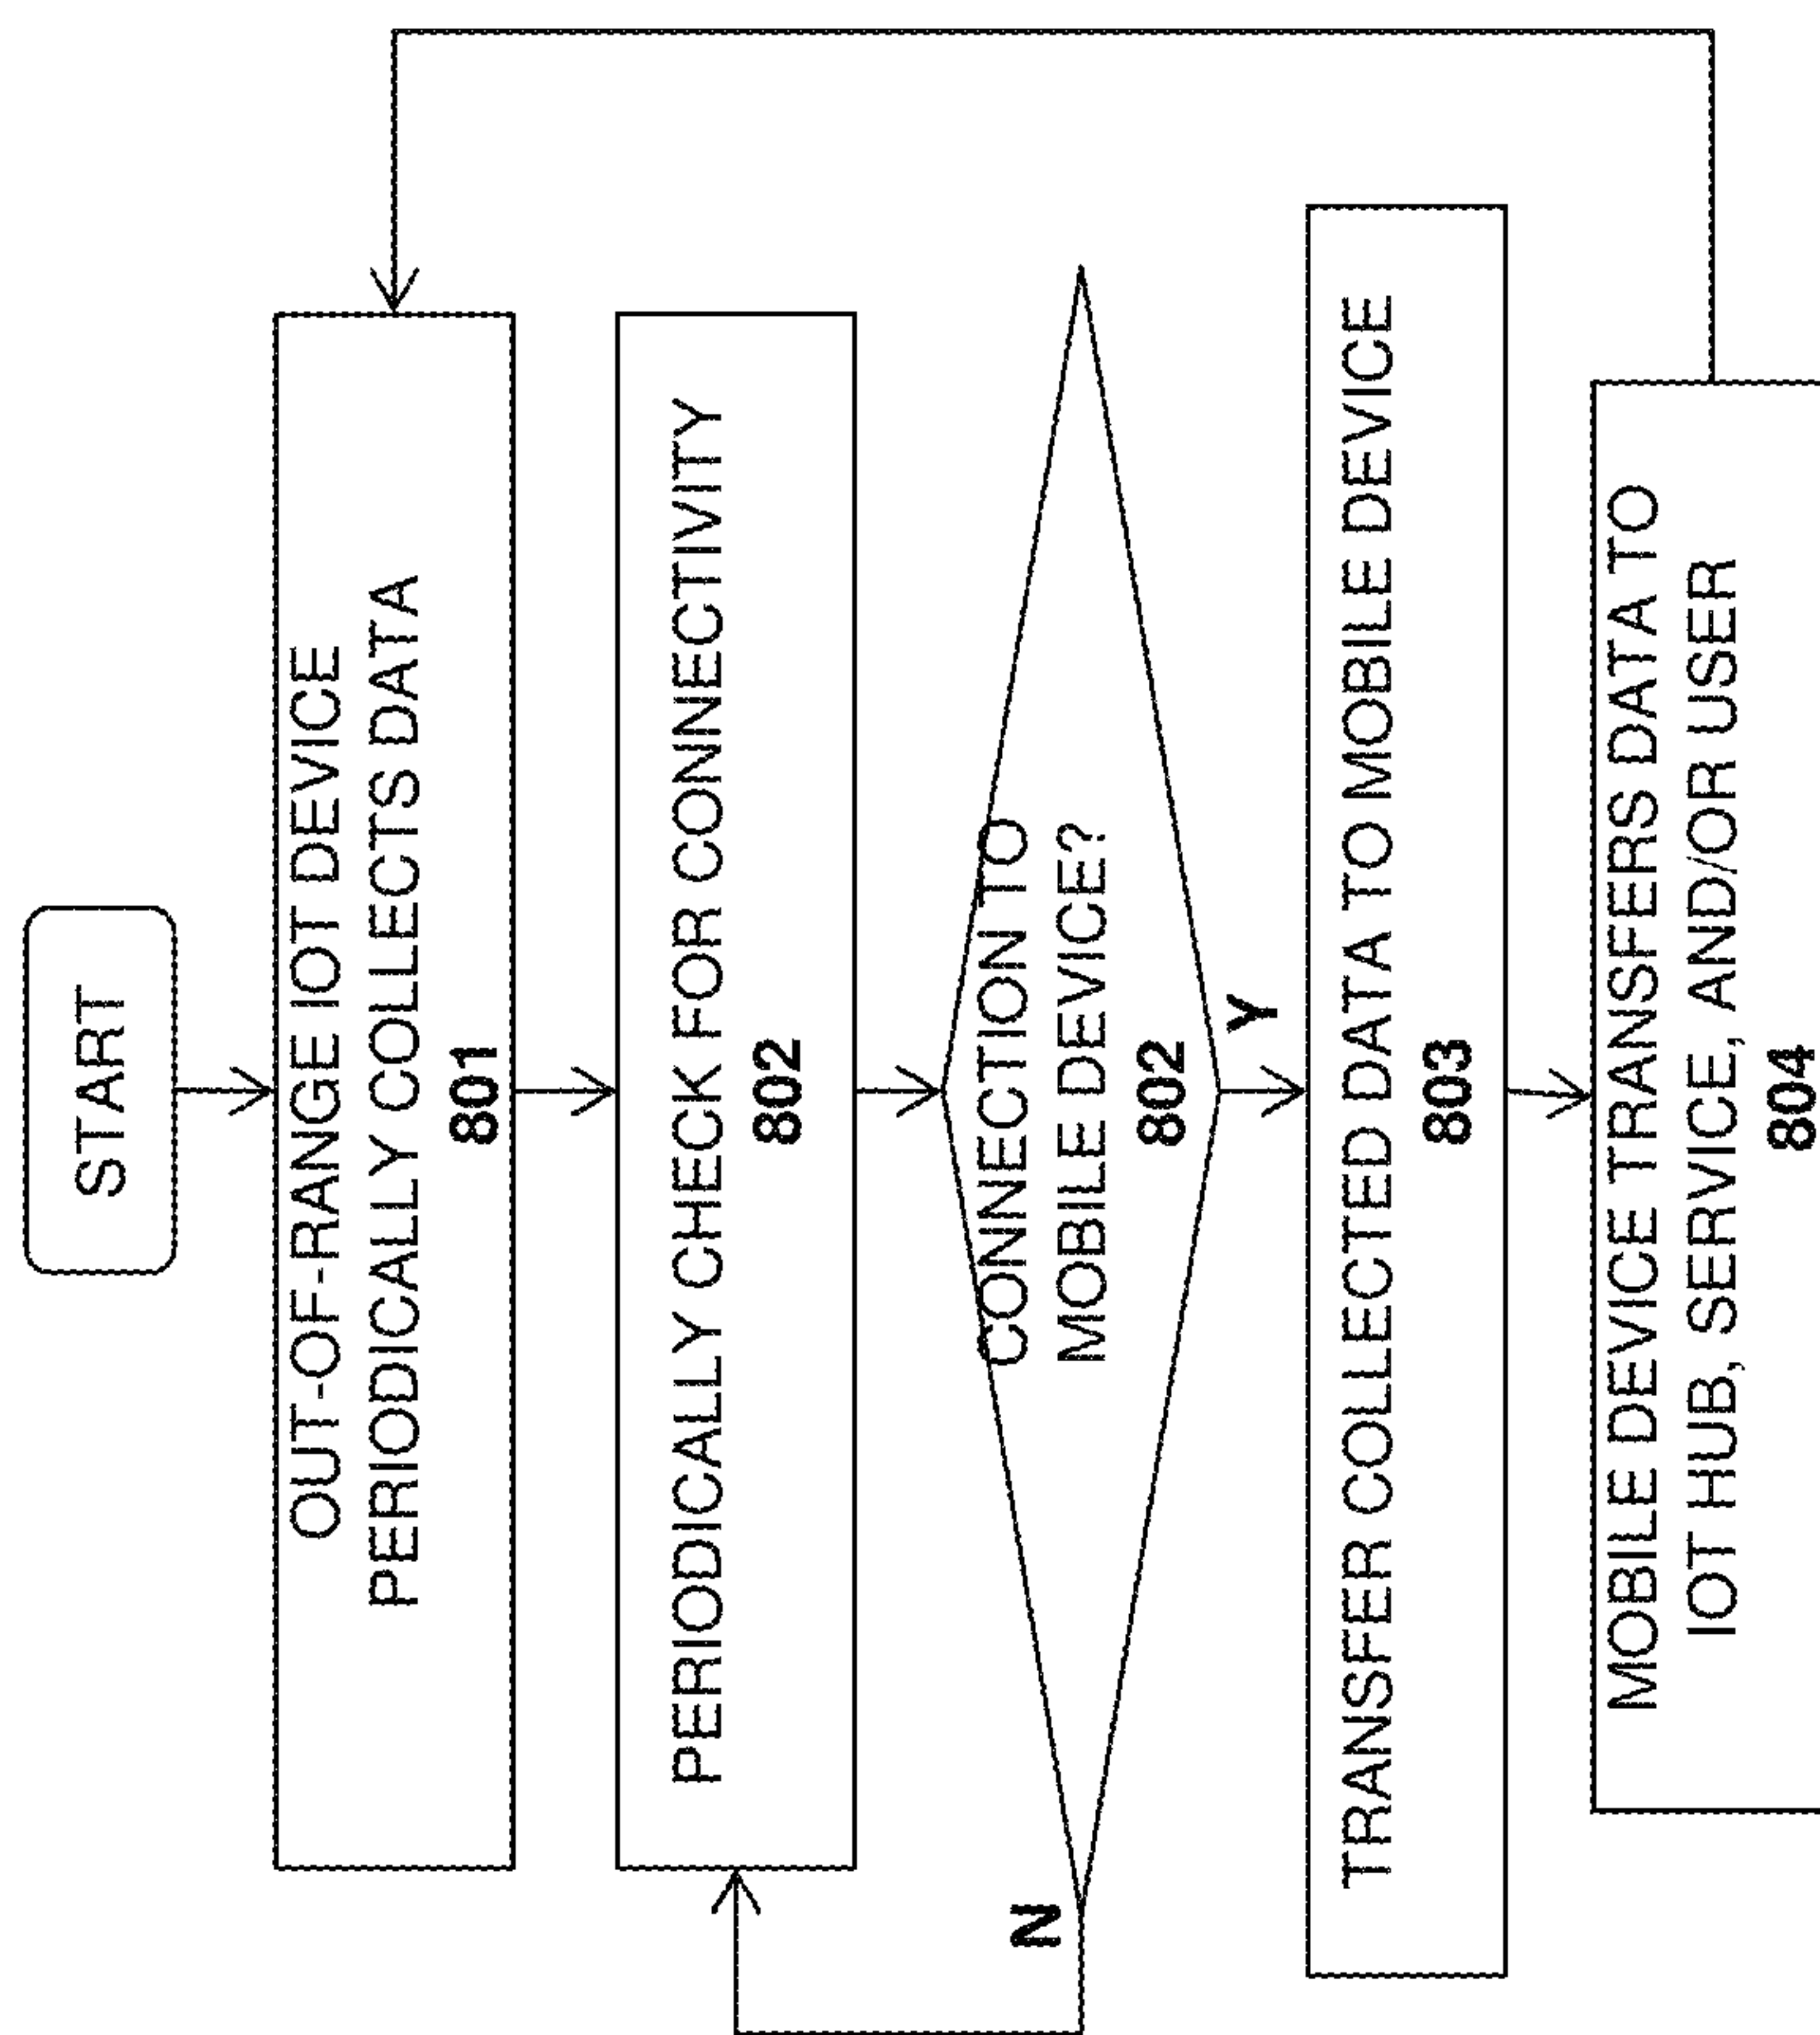 START
OUT-OF-RANGE IOT DEVICE
PERIODICALLY COLLECTS DATA
801
PERIODICALLY CHECK FOR CONNECTIVITY
802
CONNECTION TO
MOBILE DEVICE?
802
N
Y
TRANSFER COLLECTED DATA TO MOBILE DEVICE
803
MOBILE DEVICE TRANSFERS DATA TO
IOT HUB, SERVICE, AND/OR USER
804